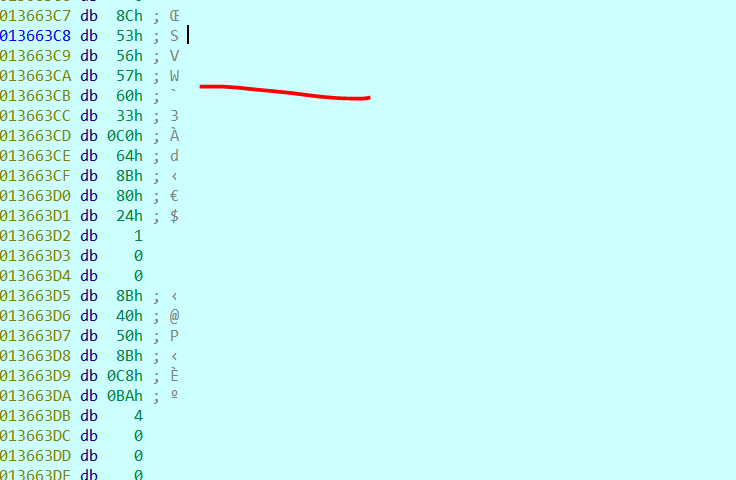 013663C7 db 8Ch ; Œ
013663C8 db 53h ; S
013663C9 db 56h ; V
013663CA db 57h ; W
013663CB db 60h ; `
013663CC db 33h ; 3
013663CD db 0C0h ; À
013663CE db 64h ; d
013663CF db 8Bh ; ‹
013663D0 db 80h ; €
013663D1 db 24h ; $
013663D2 db 1
013663D3 db 0
013663D4 db 0
013663D5 db 8Bh ; ‹
013663D6 db 40h ; @
013663D7 db 50h ; P
013663D8 db 8Bh ; ‹
013663D9 db 0C8h ; È
013663DA db 0BAh ; º
013663DB db 4
013663DC db 0
013663DD db 0
013663DE db 0